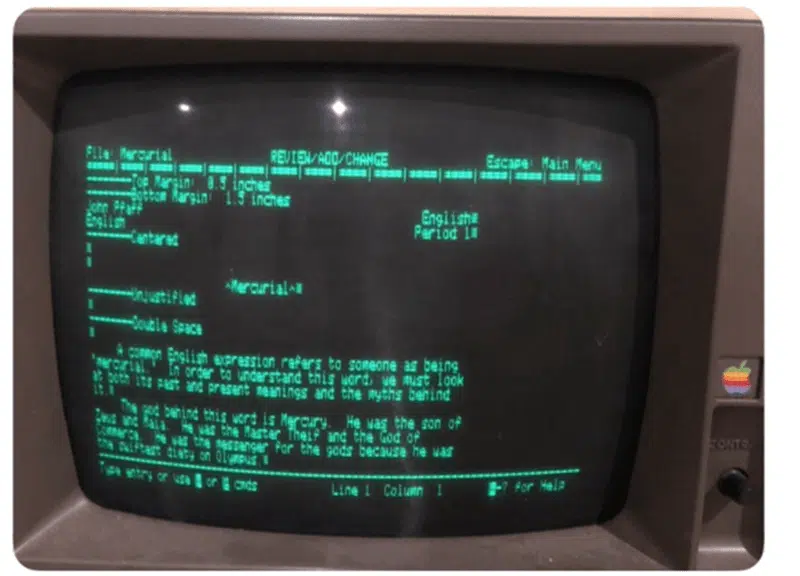 File: Mercurial REVIEW/ADD/CHANGE Escape: Main Menu
-------Top Margin: 0.5 inches
-------Bottom Margin: 1.5 inches
John Pfaff English
English Period 1
-------Centered
^Mercurial^
-------Unjustified
-------Double Space
A common English expression refers to someone as being
"mercurial." In order to understand this word, we must look
at both its past and present meanings and the myths behind
it.
The god behind this word is Mercury. He was the son of
Zeus and Maia. He was the Master Theif and the God of
Commerce. He was the messenger for the gods because he was
the swiftest diety on Olympus.
Type entry or use or cmds Line 1 Column 1 -? for Help
CONTR